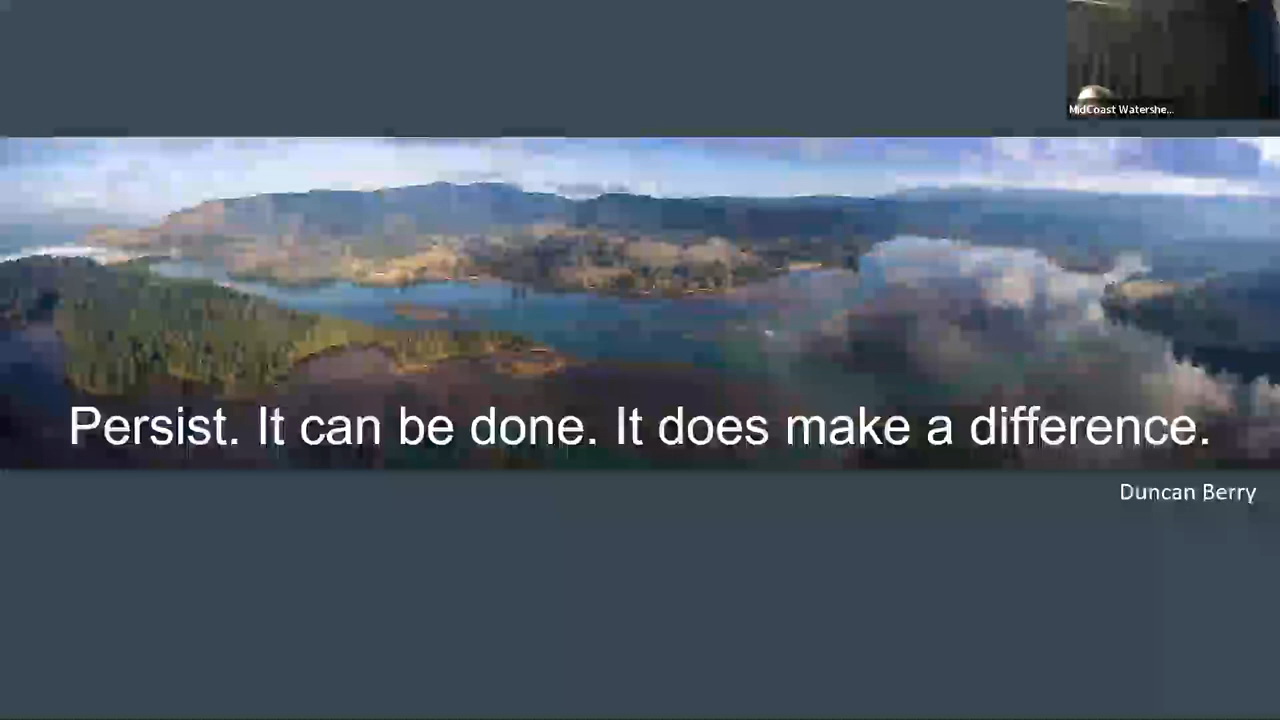 MidCoast Watershe...
Persist. It can be done. It does make a difference.
Duncan Berry